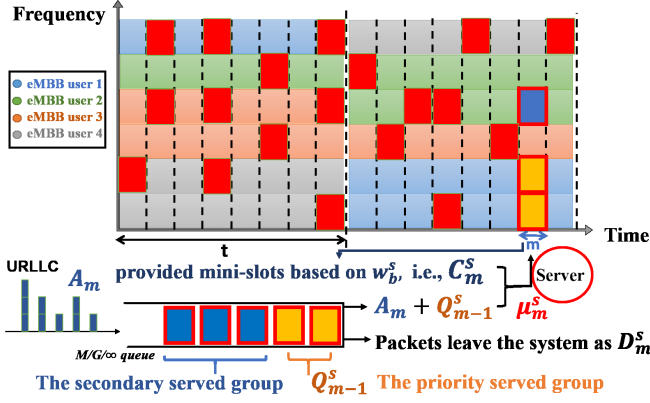 Frequency
eMBB user 1
eMBB user 2
eMBB user 3
eMBB user 4
t
m
Time
URLLC
A_m
provided mini-slots based on w_b^s, i.e., C_m^s
Server
A_m + Q_{m-1}^s
μ_m^s
M/G/∞ queue
Packets leave the system as D_m^s
The secondary served group
Q_{m-1}^s
The priority served group